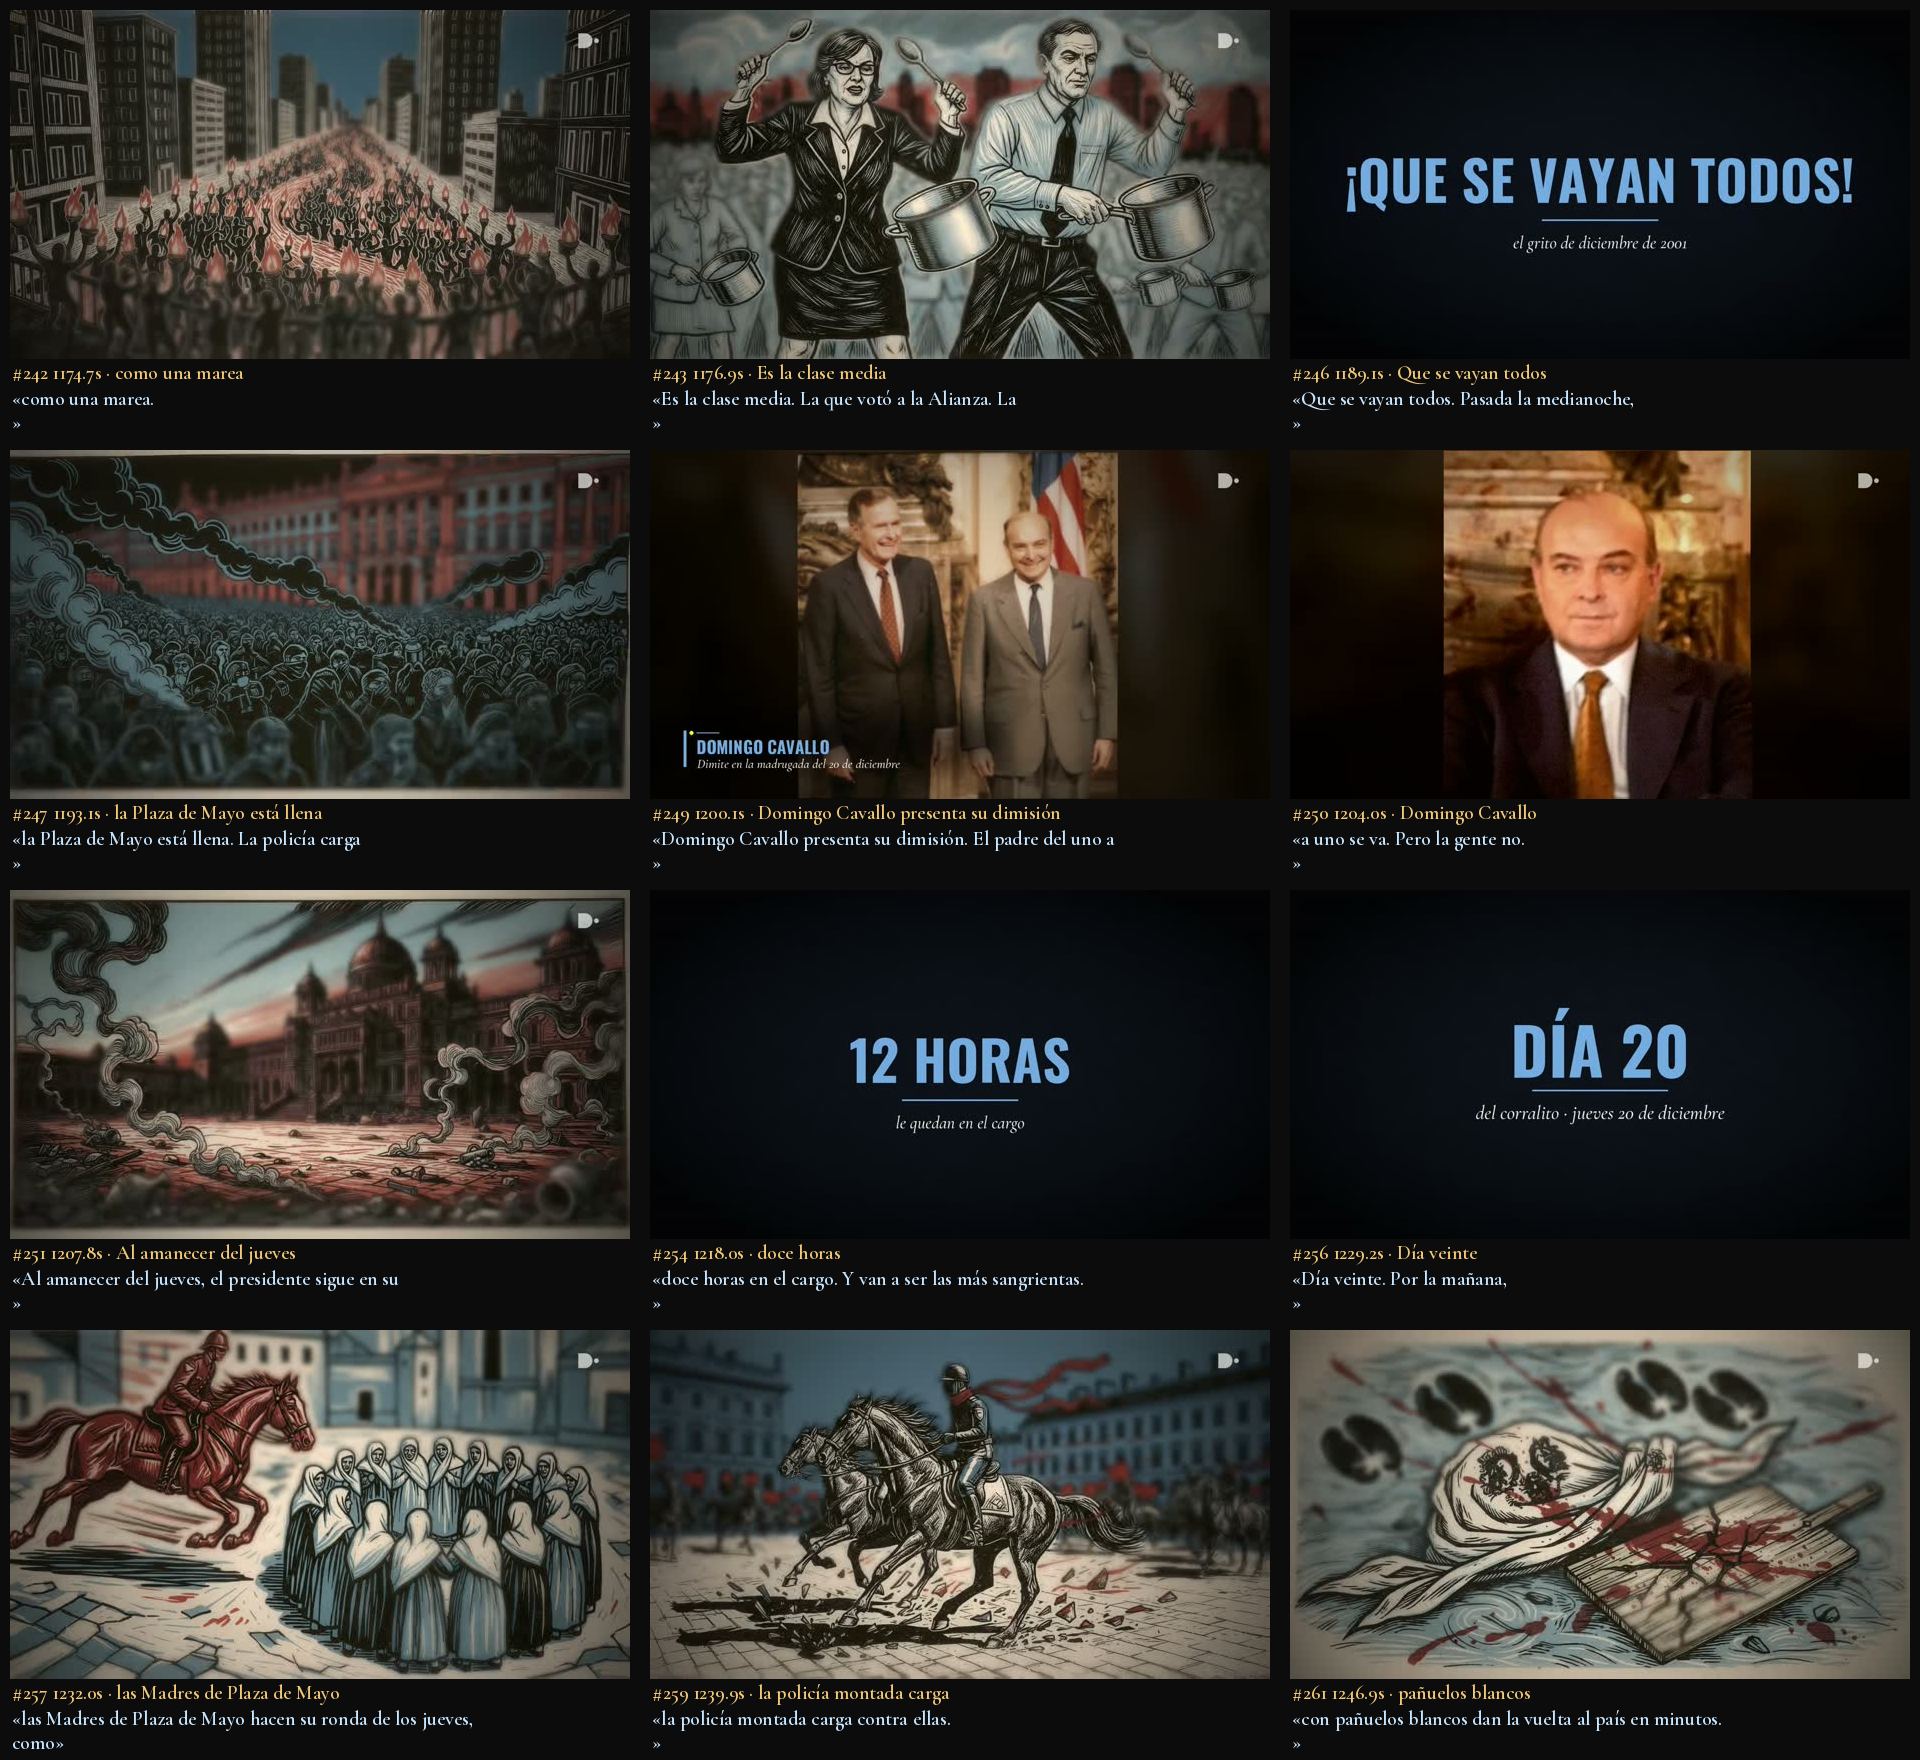 #242 1174.7s · como una marea
«como una marea.
»
#243 1176.9s · Es la clase media
«Es la clase media. La que votó a la Alianza. La
»
¡QUE SE VAYAN TODOS!
el grito de diciembre de 2001
#246 1189.1s · Que se vayan todos
«Que se vayan todos. Pasada la medianoche,
»
#247 1193.1s · la Plaza de Mayo está llena
«la Plaza de Mayo está llena. La policía carga
»
DOMINGO CAVALLO
Dimite en la madrugada del 20 de diciembre
#249 1200.1s · Domingo Cavallo presenta su dimisión
«Domingo Cavallo presenta su dimisión. El padre del uno a
»
#250 1204.0s · Domingo Cavallo
«a uno se va. Pero la gente no.
»
#251 1207.8s · Al amanecer del jueves
«Al amanecer del jueves, el presidente sigue en su
»
12 HORAS
le quedan en el cargo
#254 1218.0s · doce horas
«doce horas en el cargo. Y van a ser las más sangrientas.
»
DÍA 20
del corralito · jueves 20 de diciembre
#256 1229.2s · Día veinte
«Día veinte. Por la mañana,
»
#257 1232.0s · las Madres de Plaza de Mayo
«las Madres de Plaza de Mayo hacen su ronda de los jueves,
como»
#259 1239.9s · la policía montada carga
«la policía montada carga contra ellas.
»
#261 1246.9s · pañuelos blancos
«con pañuelos blancos dan la vuelta al país en minutos.
»